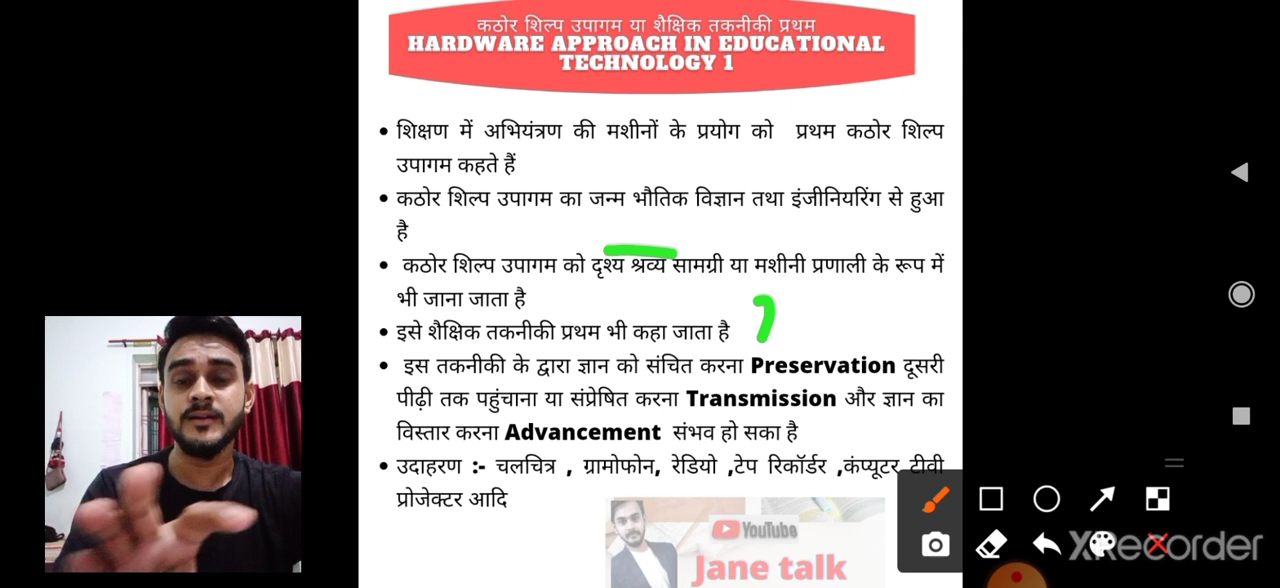 कठोर शिल्प उपागम या शैक्षिक तकनीकी प्रथम
HARDWARE APPROACH IN EDUCATIONAL
TECHNOLOGY 1
• शिक्षण में अभियंत्रण की मशीनों के प्रयोग को प्रथम कठोर शिल्प
उपागम कहते हैं
• कठोर शिल्प उपागम का जन्म भौतिक विज्ञान तथा इंजीनियरिंग से हुआ
है
• कठोर शिल्प उपागम को दृश्य श्रव्य सामग्री या मशीनी प्रणाली के रूप में
भी जाना जाता है
• इसे शैक्षिक तकनीकी प्रथम भी कहा जाता है
• इस तकनीकी के द्वारा ज्ञान को संचित करना Preservation दूसरी
पीढ़ी तक पहुंचाना या संप्रेषित करना Transmission और ज्ञान का
विस्तार करना Advancement संभव हो सका है
• उदाहरण :- चलचित्र , ग्रामोफोन, रेडियो ,टेप रिकॉर्डर ,कंप्यूटर टीवी
प्रोजेक्टर आदि
YouTube
Jane talk
XRecorder